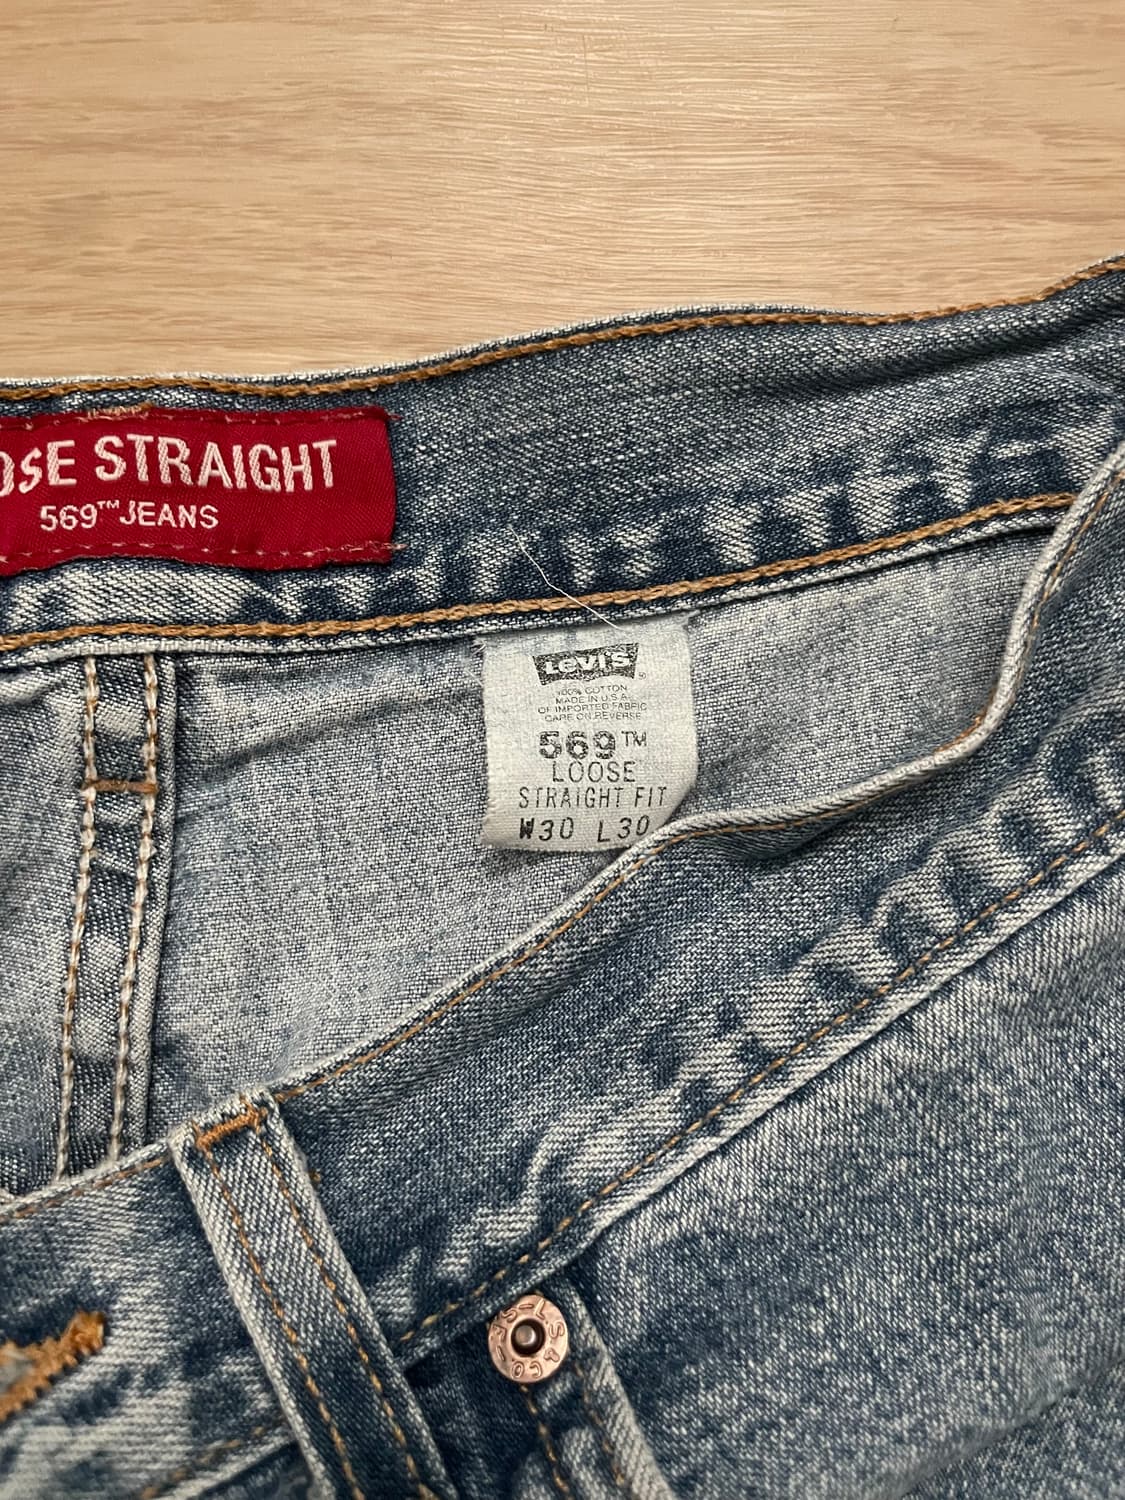 OSE STRAIGHT
569™ JEANS
Levi's®
100% COTTON
MADE IN U.S.A.
OF IMPORTED FABRIC
CARE ON REVERSE
569™
LOOSE
STRAIGHT FIT
W30 L30
L.S.&CO.-S.F.-